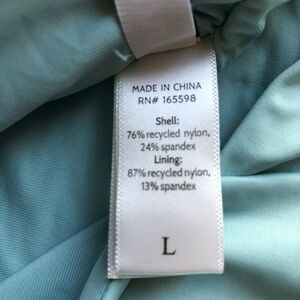 MADE IN CHINA
RN# 165598
Shell:
76% recycled nylon,
24% spandex
Lining:
87% recycled nylon,
13% spandex
L